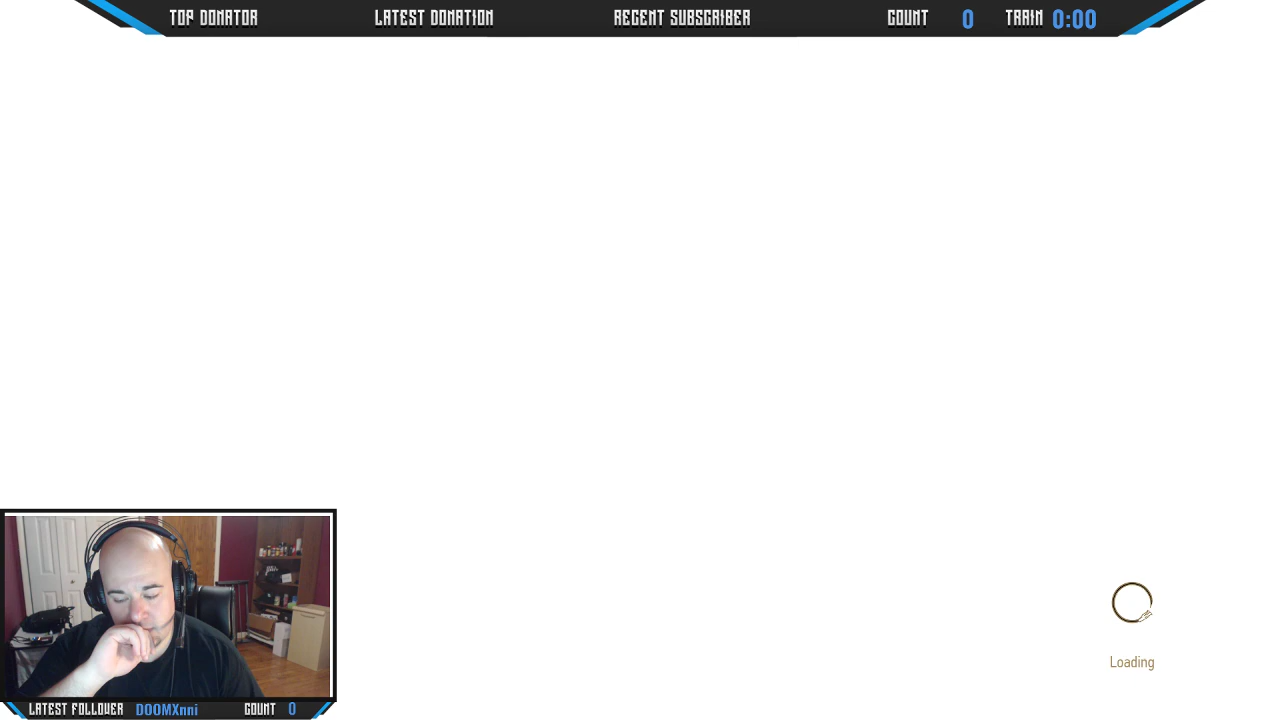 TOP DONATOR LATEST DONATION RECENT SUBSCRIBER COUNT 0 TRAIN 0:00
Loading
LATEST FOLLOWER DOOMXnni COUNT 0